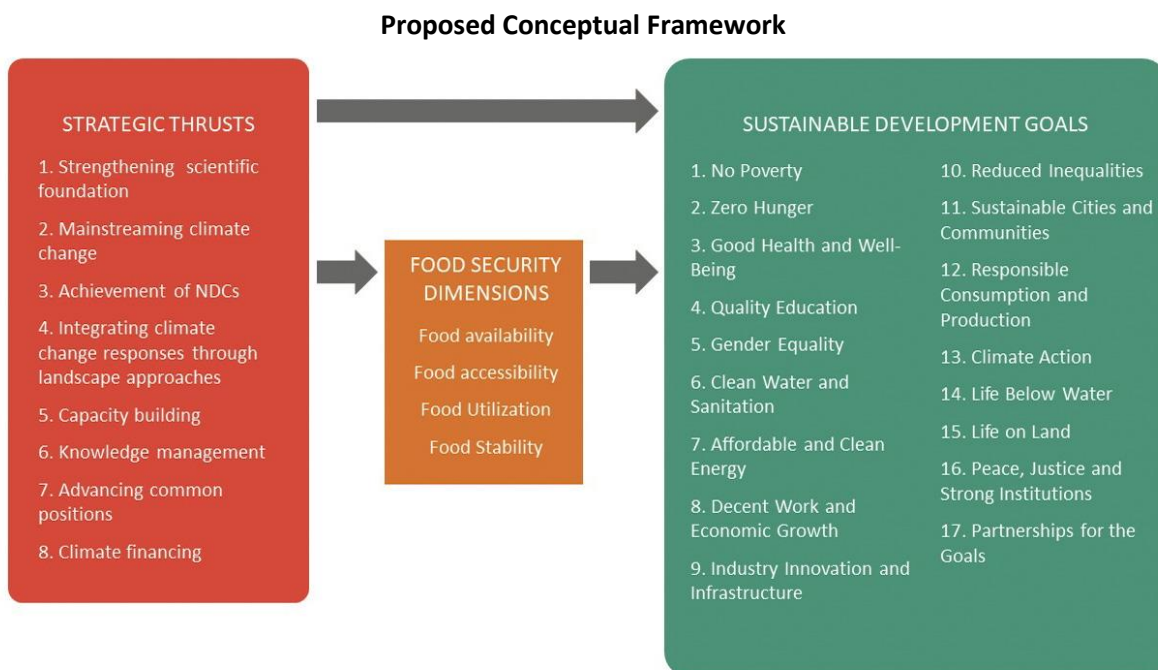 Proposed Conceptual Framework
STRATEGIC THRUSTS
1. Strengthening scientific
foundation
2. Mainstreaming climate
change
3. Achievement of NDCs
4. Integrating climate
change responses through
landscape approaches
5. Capacity building
6. Knowledge management
7. Advancing common
positions
8. Climate financing
FOOD SECURITY
DIMENSIONS
Food availability
Food accessibility
Food Utilization
Food Stability
SUSTAINABLE DEVELOPMENT GOALS
1. No Poverty
2. Zero Hunger
3. Good Health and Well-
Being
4. Quality Education
5. Gender Equality
6. Clean Water and
Sanitation
7. Affordable and Clean
Energy
8. Decent Work and
Economic Growth
9. Industry Innovation and
Infrastructure
10. Reduced Inequalities
11. Sustainable Cities and
Communities
12. Responsible
Consumption and
Production
13. Climate Action
14. Life Below Water
15. Life on Land
16. Peace, Justice and
Strong Institutions
17. Partnerships for the
Goals